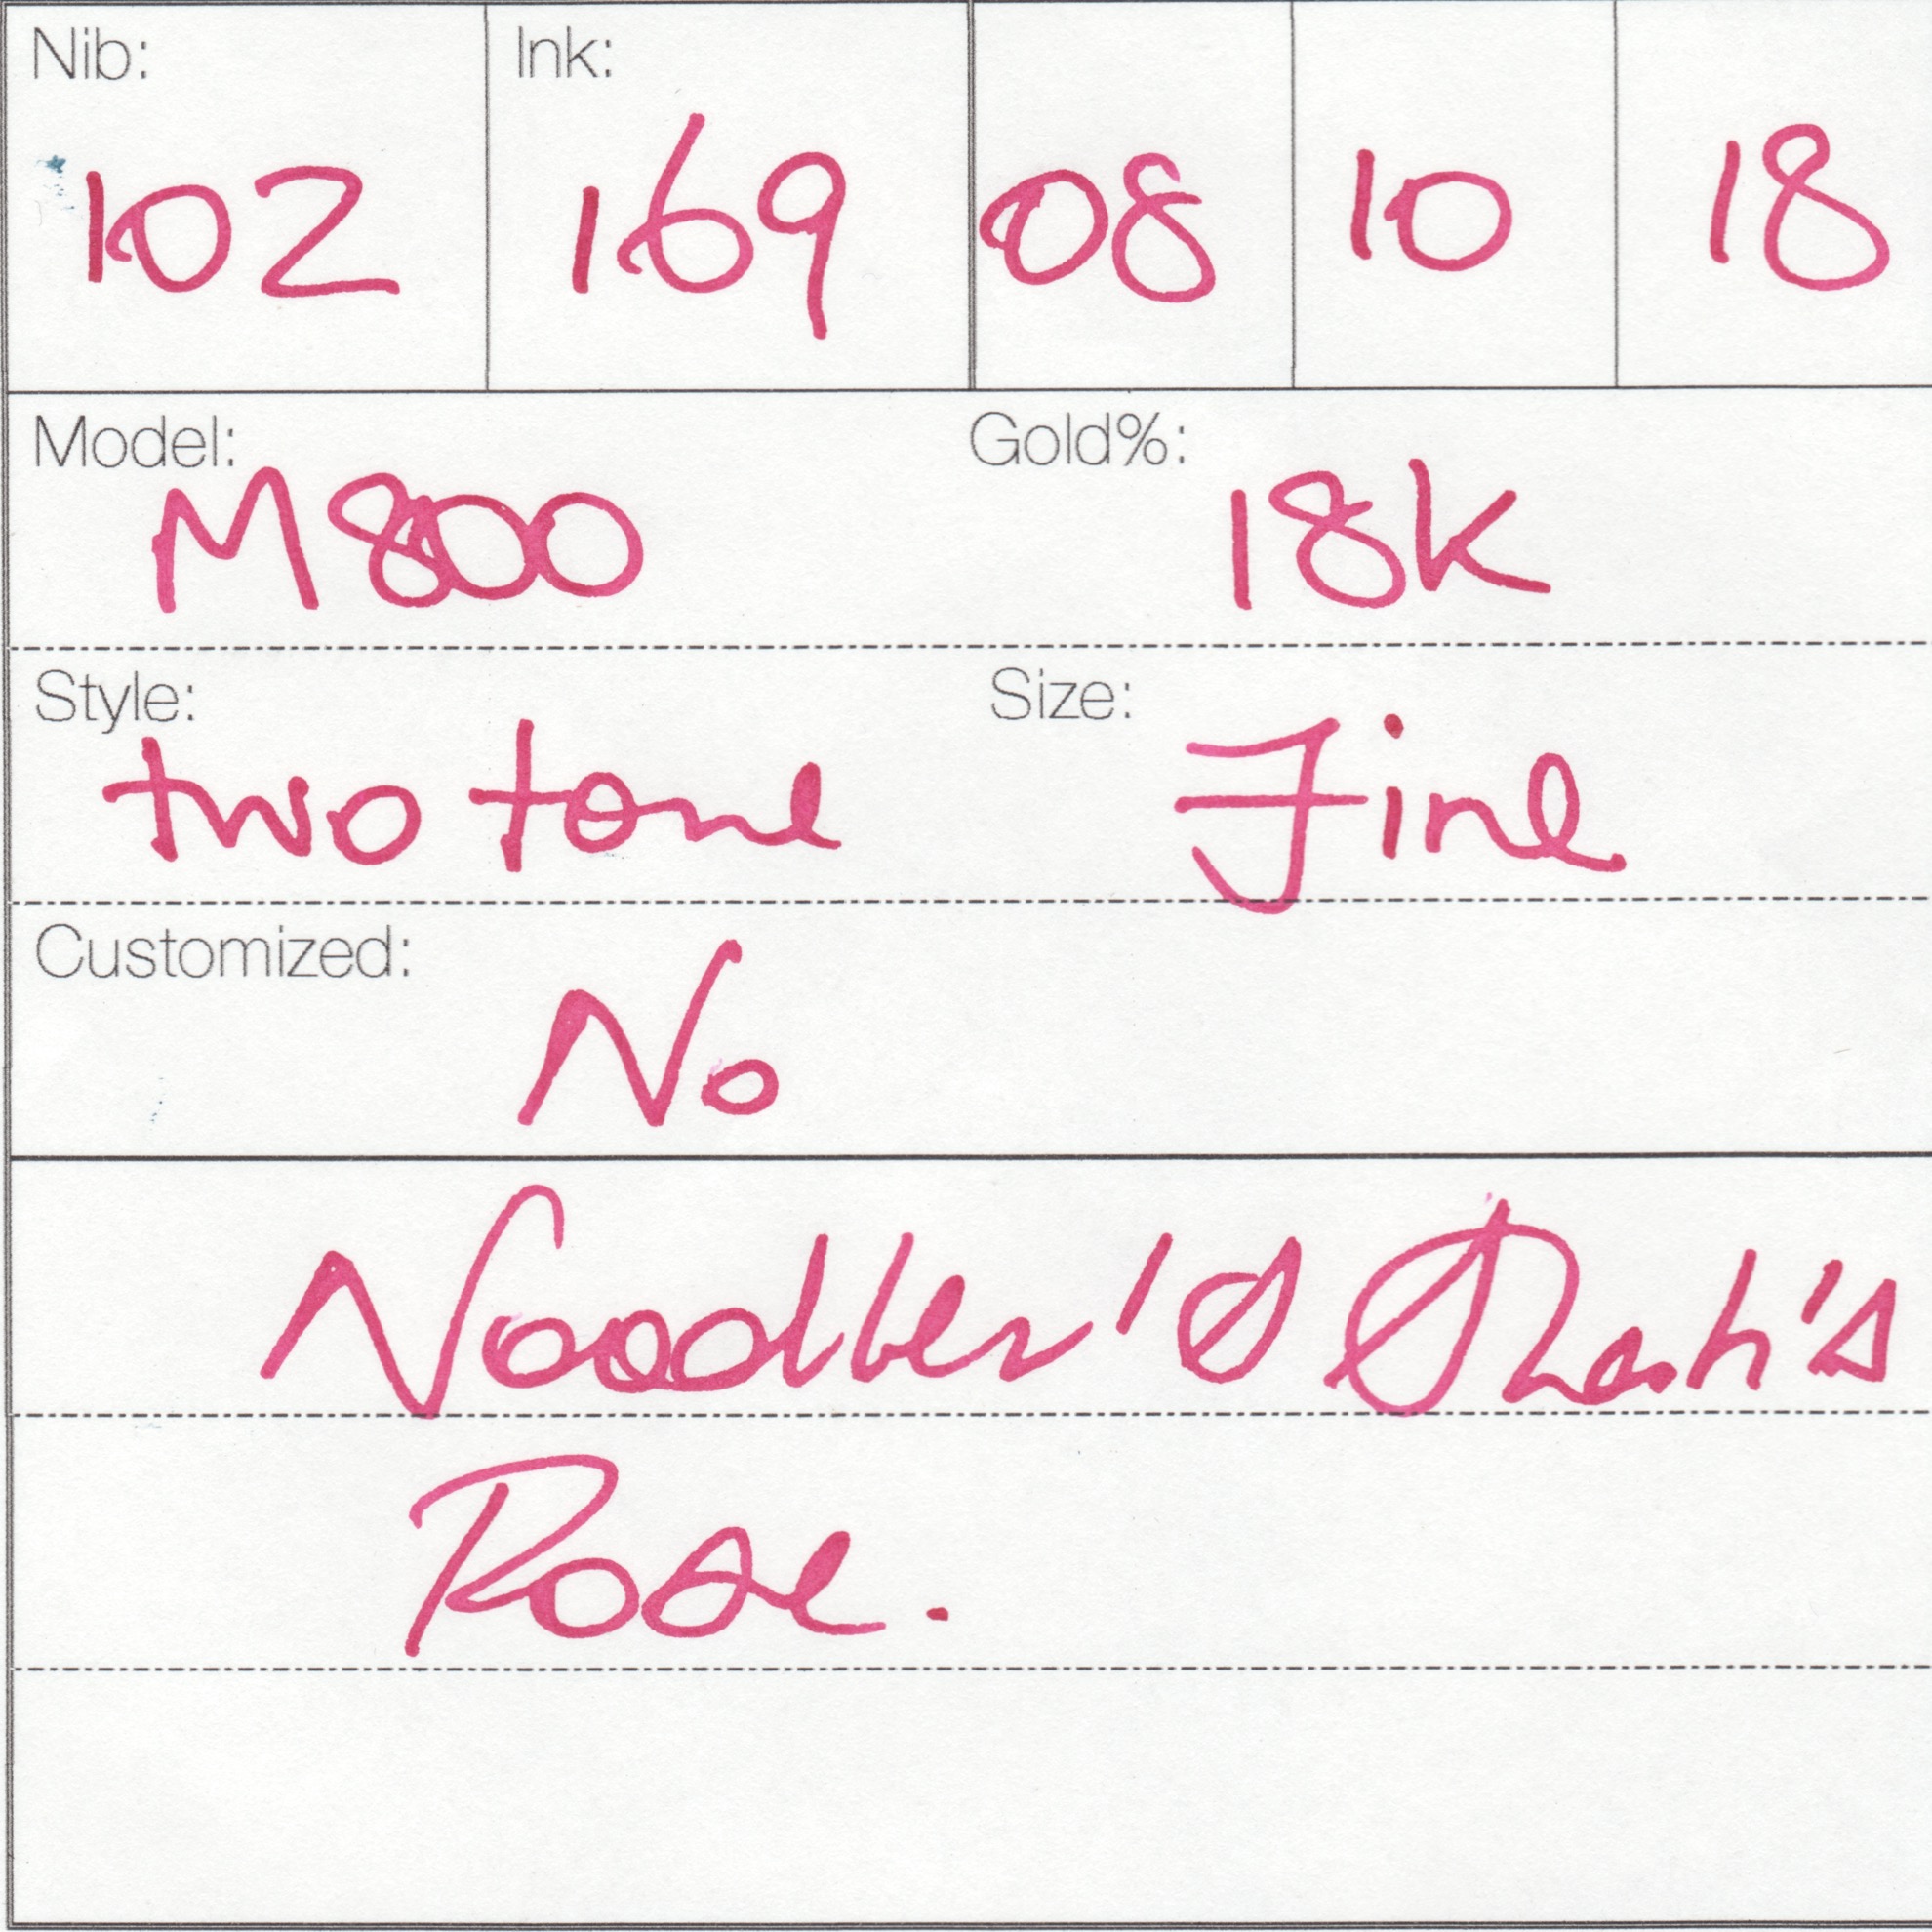 Nib: Ink:
102 169 08 10 18
Model: Gold%:
M800 18K
Style: Size:
two tone Fine
Customized:
No
Noodler's Shah's
Rose.